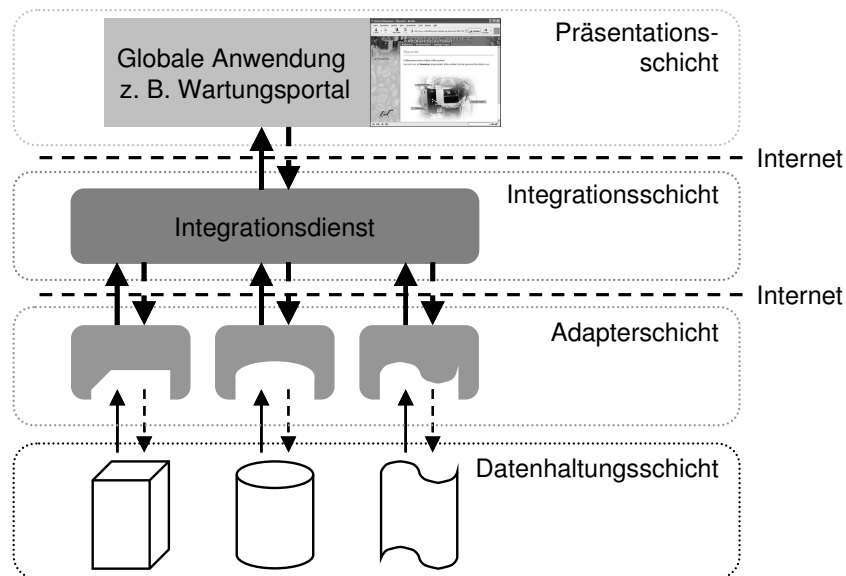 Globale Anwendung
z. B. Wartungsportal
Präsentations-
schicht
Internet
Integrationsschicht
Integrationsdienst
Internet
Adapterschicht
Datenhaltungsschicht